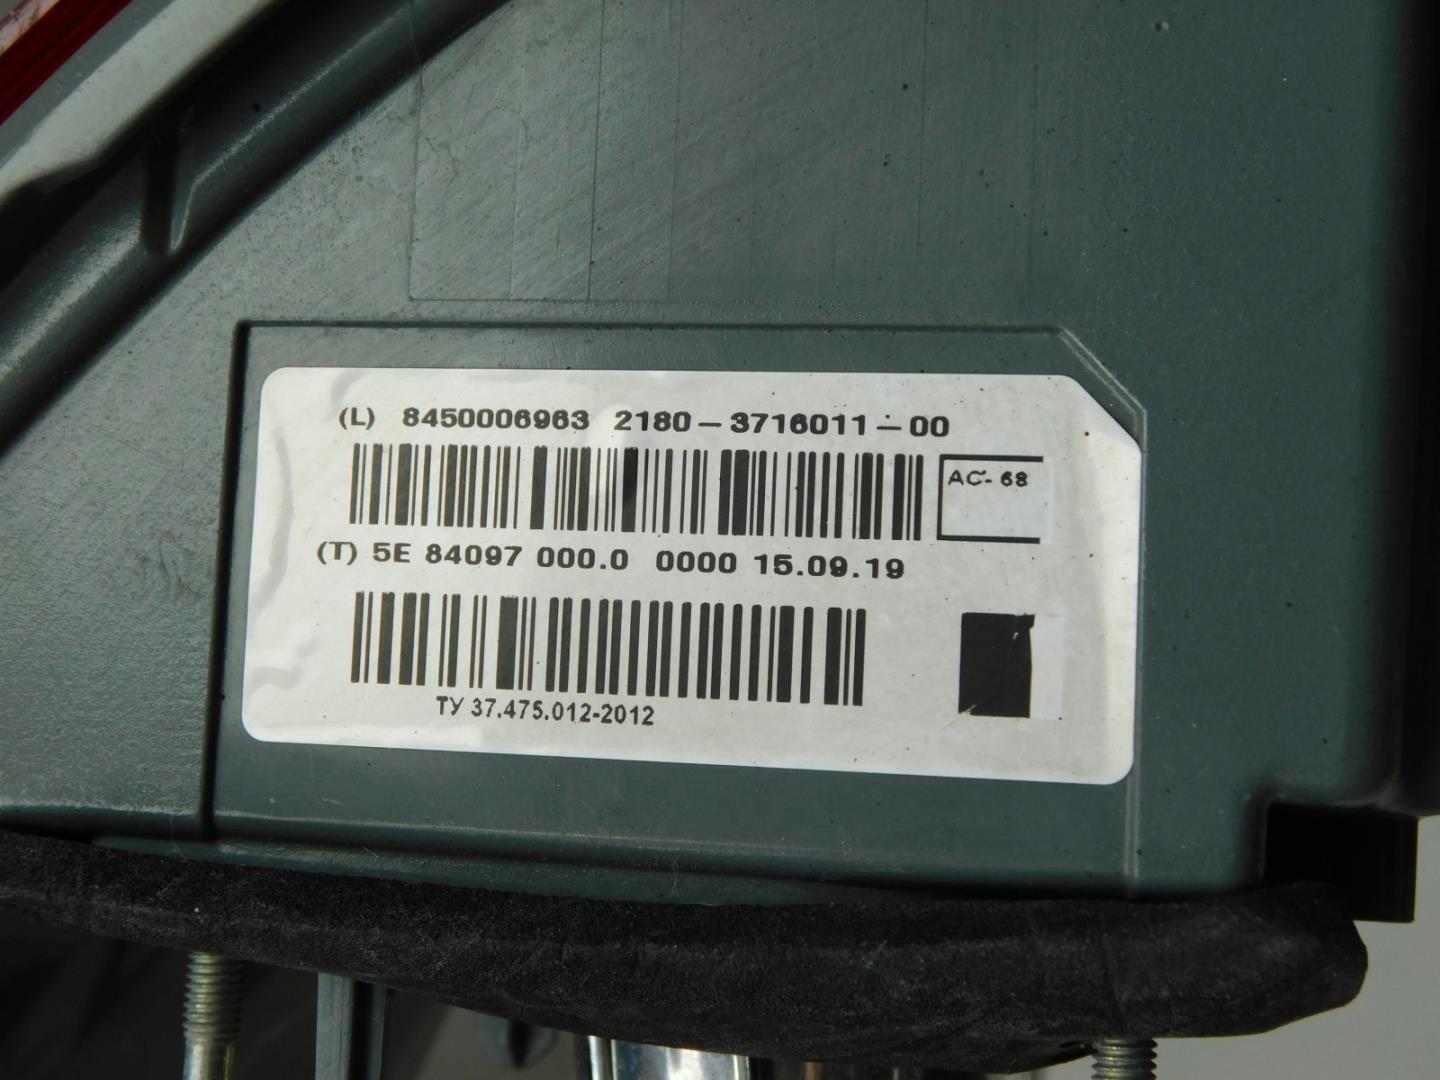 (L) 8450006963 2180-3716011-00
AC-68
(T) 5E 84097 000.0 0000 15.09.19
ТУ 37.475.012-2012